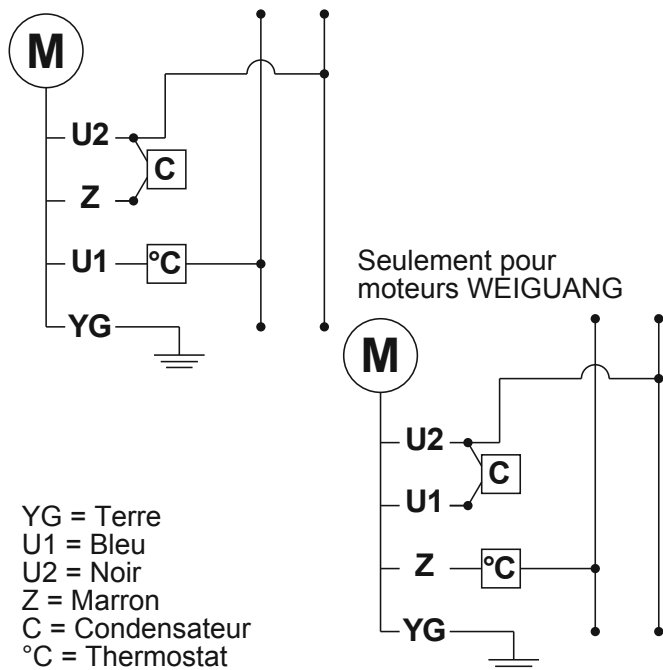 M
U2
C
Z
U1 °C
YG
Seulement pour
moteurs WEIGUANG
M
U2
C
U1
Z °C
YG
YG = Terre
U1 = Bleu
U2 = Noir
Z = Marron
C = Condensateur
°C = Thermostat